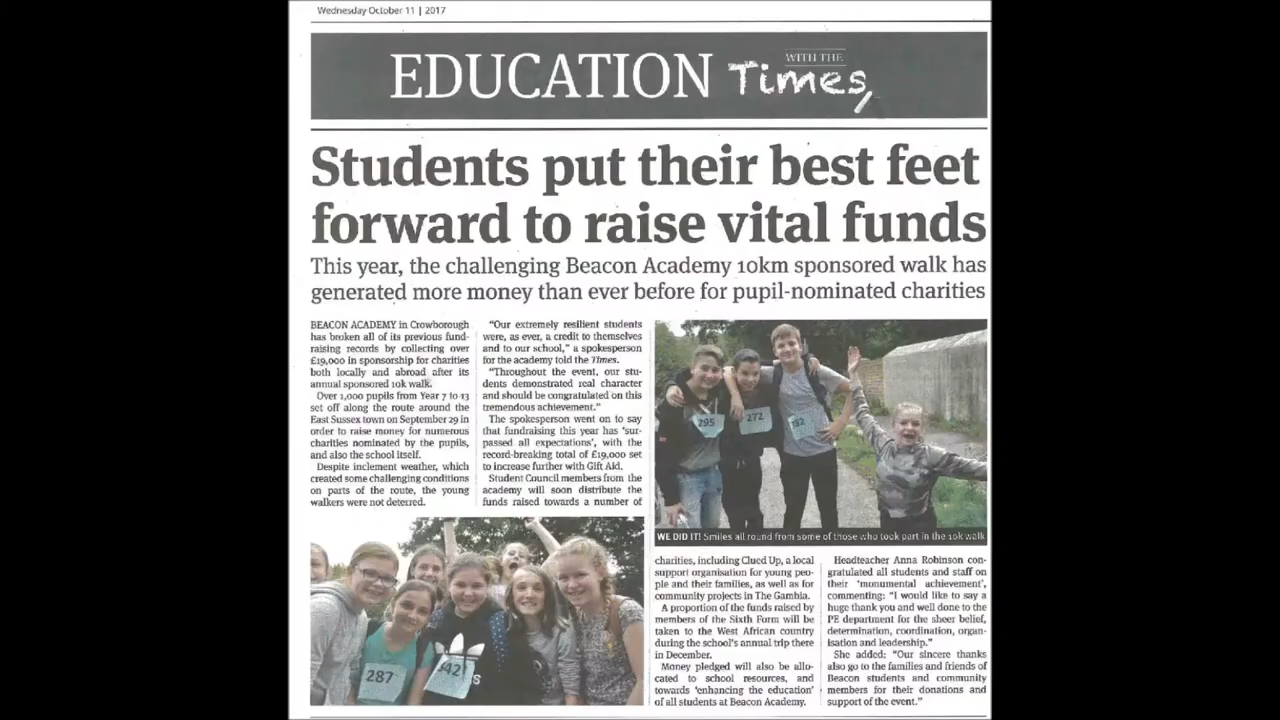 Wednesday October 11 | 2017
EDUCATION WITH THE Times,
Students put their best feet
forward to raise vital funds
This year, the challenging Beacon Academy 10km sponsored walk has
generated more money than ever before for pupil-nominated charities
BEACON ACADEMY in Crowborough
has broken all of its previous fund-
raising records by collecting over
£19,000 in sponsorship for charities
both locally and abroad after its
annual sponsored 10k walk.
Over 1,000 pupils from Year 7 to 13
set off along the route around the
East Sussex town on September 29 in
order to raise money for numerous
charities nominated by the pupils,
and also the school itself.
Despite inclement weather, which
created some challenging conditions
on parts of the route, the young
walkers were not deterred.
"Our extremely resilient students
were, as ever, a credit to themselves
and to our school," a spokesperson
for the academy told the Times.
"Throughout the event, our stu-
dents demonstrated real character
and should be congratulated on this
tremendous achievement."
The spokesperson went on to say
that fundraising this year has 'sur-
passed all expectations', with the
record-breaking total of £19,000 set
to increase further with Gift Aid.
Student Council members from the
academy will soon distribute the
funds raised towards a number of
295
272
192
WE DID IT! Smiles all round from some of those who took part in the 10k walk
287
342
charities, including Clued Up, a local
support organisation for young peo-
ple and their families, as well as for
community projects in The Gambia.
A proportion of the funds raised by
members of the Sixth Form will be
taken to the West African country
during the school's annual trip there
in December.
Money pledged will also be allo-
cated to school resources, and
towards 'enhancing the education'
of all students at Beacon Academy.
Headteacher Anna Robinson con-
gratulated all students and staff on
their 'monumental achievement',
commenting: "I would like to say a
huge thank you and well done to the
PE department for the sheer belief,
determination, coordination, organ-
isation and leadership."
She added: "Our sincere thanks
also go to the families and friends of
Beacon students and community
members for their donations and
support of the event."